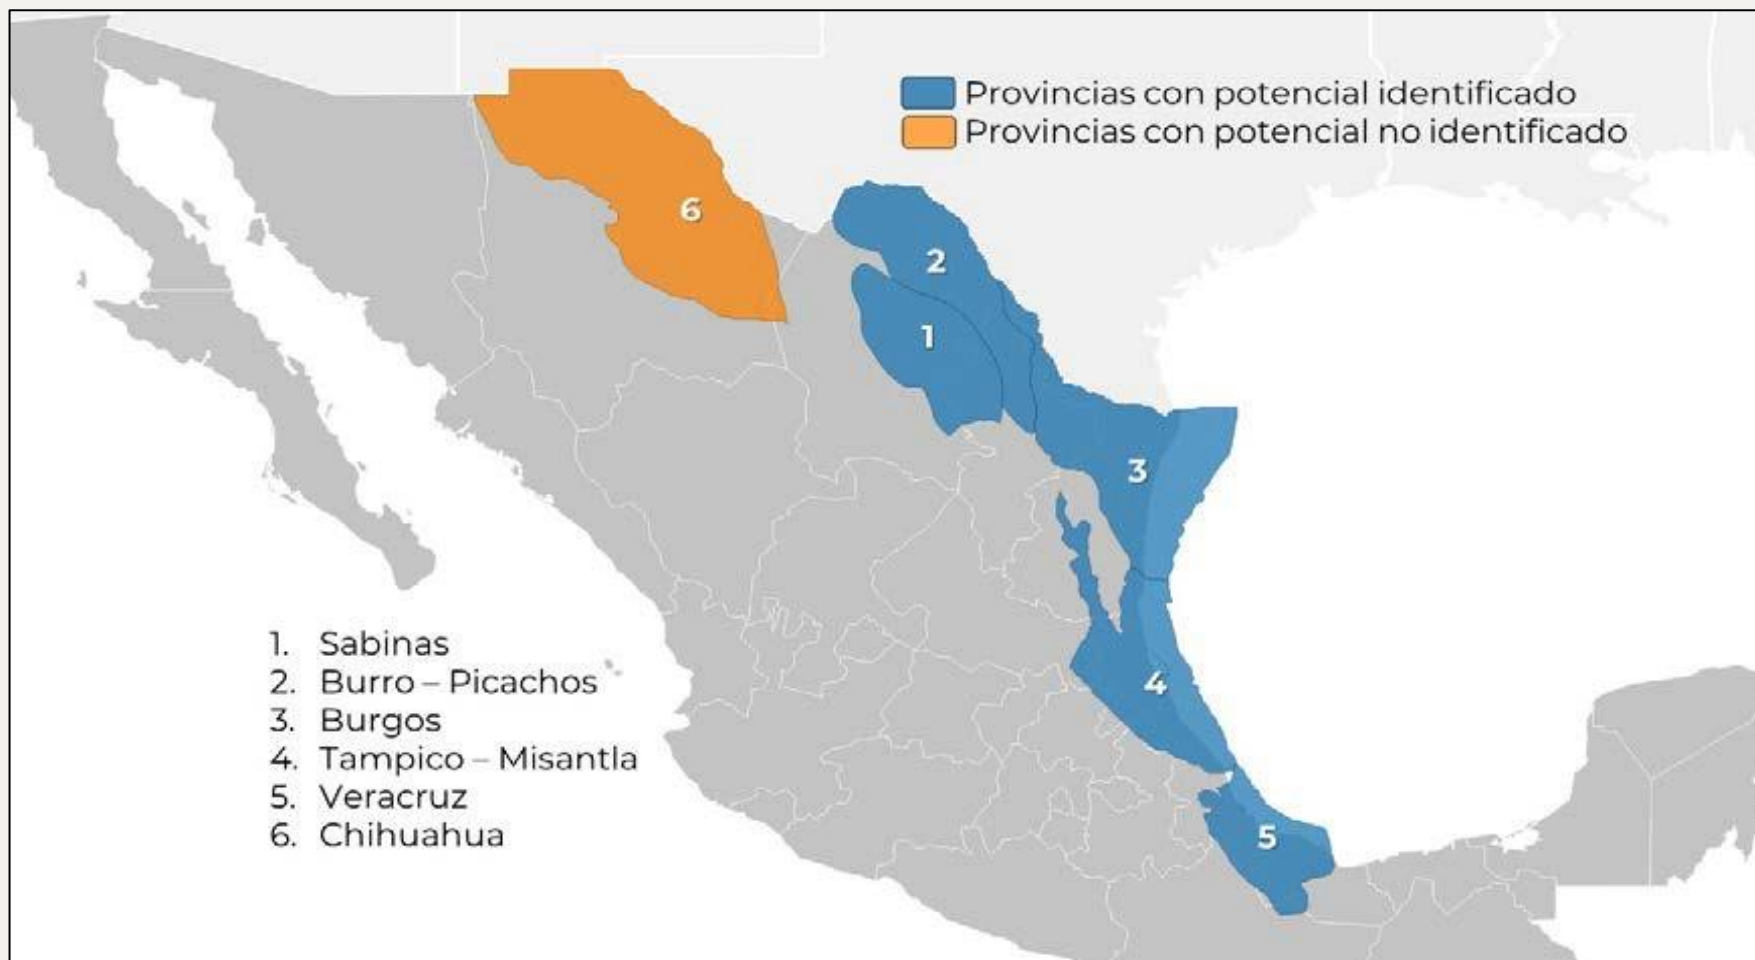 Provincias con potencial identificado
Provincias con potencial no identificado
6
2
1
3
4
5
1. Sabinas
2. Burro – Picachos
3. Burgos
4. Tampico – Misantla
5. Veracruz
6. Chihuahua